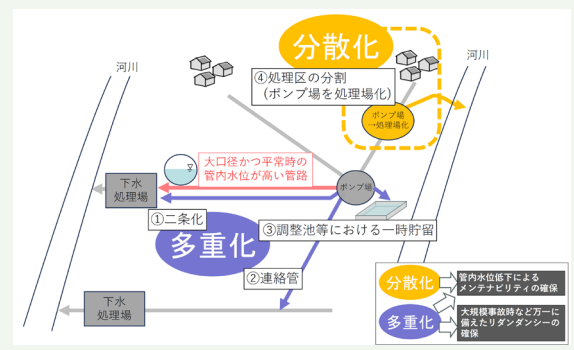 分散化
河川
河川
④処理区の分割
(ポンプ場を処理場化)
ポンプ場
→処理場化
大口径かつ平常時の
管内水位が高い管路
ポンプ場
下水
処理場
①二条化
多重化
③調整池等における一時貯留
②連絡管
下水
処理場
分散化
管内水位低下による
メンテナビリティの確保
多重化
大規模事故時など万一に
備えたリダンダンシーの
確保